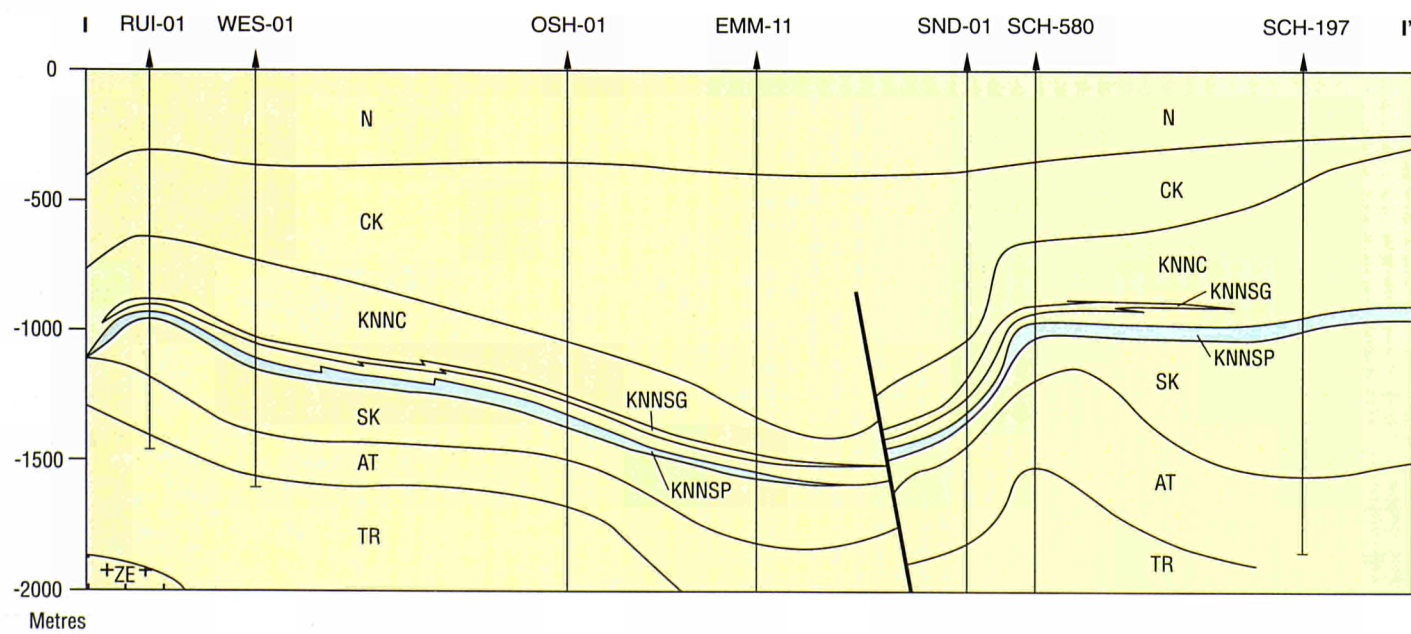 I RUI-01 WES-01 OSH-01 EMM-11 SND-01 SCH-580 SCH-197 I'
0
N N
CK
-500
CK
KNNC
KNNSG
-1000
KNNC
KNNSP
SK
KNNSG
SK
-1500
AT
KNNSP
AT
TR
TR
+ZE+
-2000
Metres